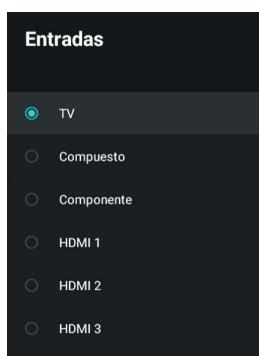 Entradas
TV
Compuesto
Componente
HDMI 1
HDMI 2
HDMI 3